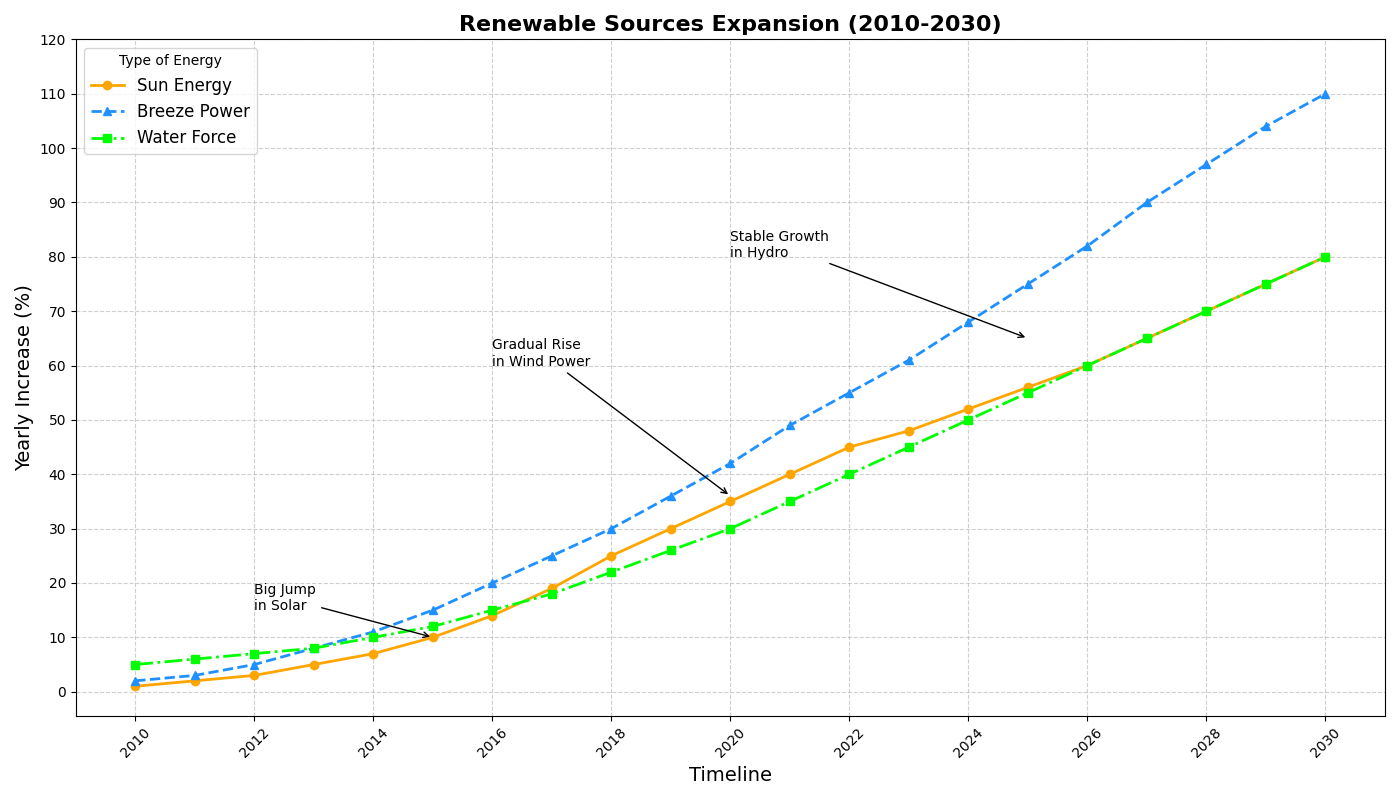 Renewable Sources Expansion (2010-2030)
120
110
100
90
80
70
60
50
40
30
20
10
0
Yearly Increase (%)
Type of Energy
Sun Energy
Breeze Power
Water Force
Stable Growth
in Hydro
Gradual Rise
in Wind Power
Big Jump
in Solar
2010
2012
2014
2016
2018
2020
2022
2024
2026
2028
2030
Timeline